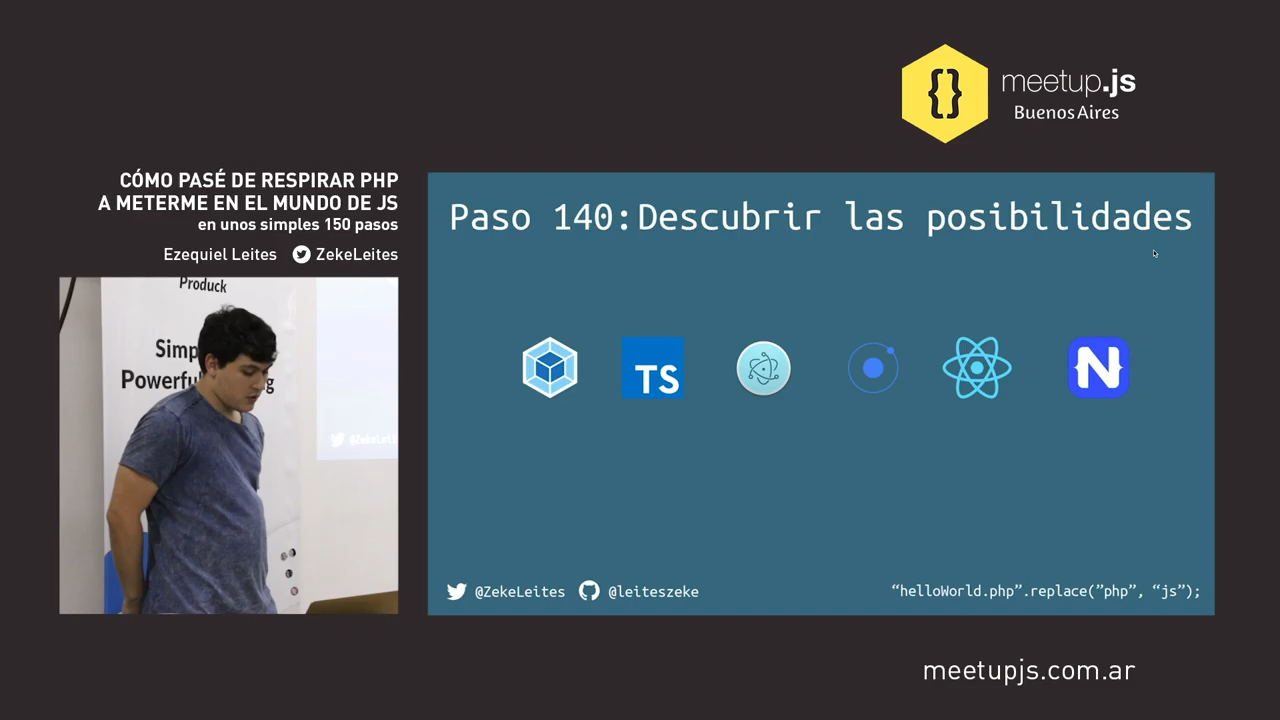 meetup.js
Buenos Aires
CÓMO PASÉ DE RESPIRAR PHP
A METERME EN EL MUNDO DE JS
en unos simples 150 pasos
Ezequiel Leites ZekeLeites
Produck
Simp
Powerfu
g
@ZekeLei
Paso 140:Descubrir las posibilidades
TS
N
@ZekeLeites @leiteszeke
“helloWorld.php”.replace(”php”, “js”);
meetupjs.com.ar